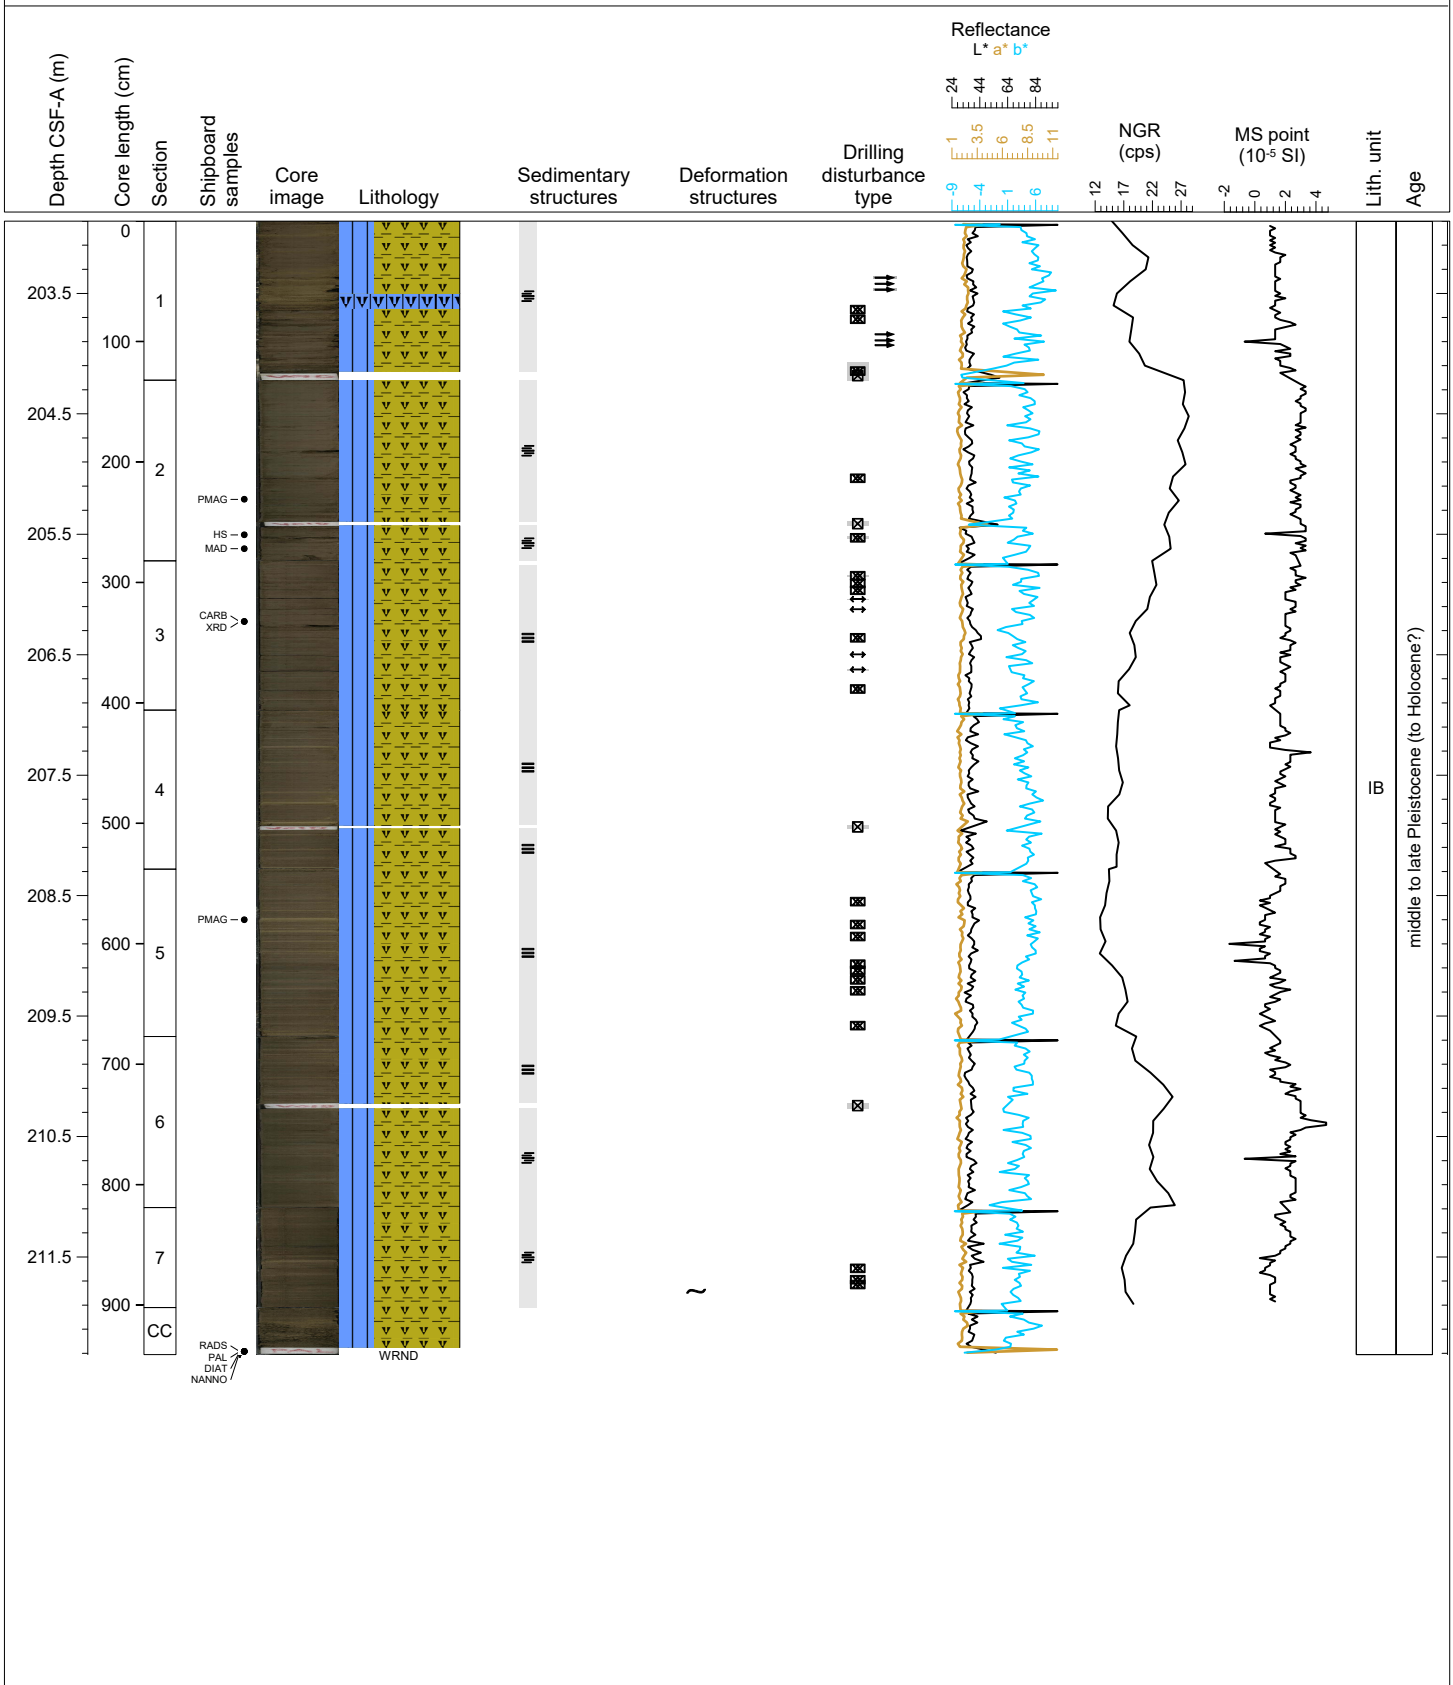 Depth CSF-A (m)
Core length (cm)
Section
Shipboard
samples
Core
image
Lithology
Sedimentary
structures
Deformation
structures
Drilling
disturbance
type
Reflectance
L* a* b*
24 44 64 84
1 3.5 6 8.5 11
-9 -4 1 6
NGR
(cps)
12 17 22 27
MS point
(10-5 SI)
-2 0 2 4
Lith. unit
Age
0
203.5
1
100
204.5
200
2
PMAG
205.5
HS
MAD
300
3
CARB
XRD
206.5
400
207.5
4
500
208.5
PMAG
600
5
209.5
700
6
210.5
800
7
211.5
900
CC
RADS
PAL
DIAT
NANNO
WRND
IB
middle to late Pleistocene (to Holocene?)